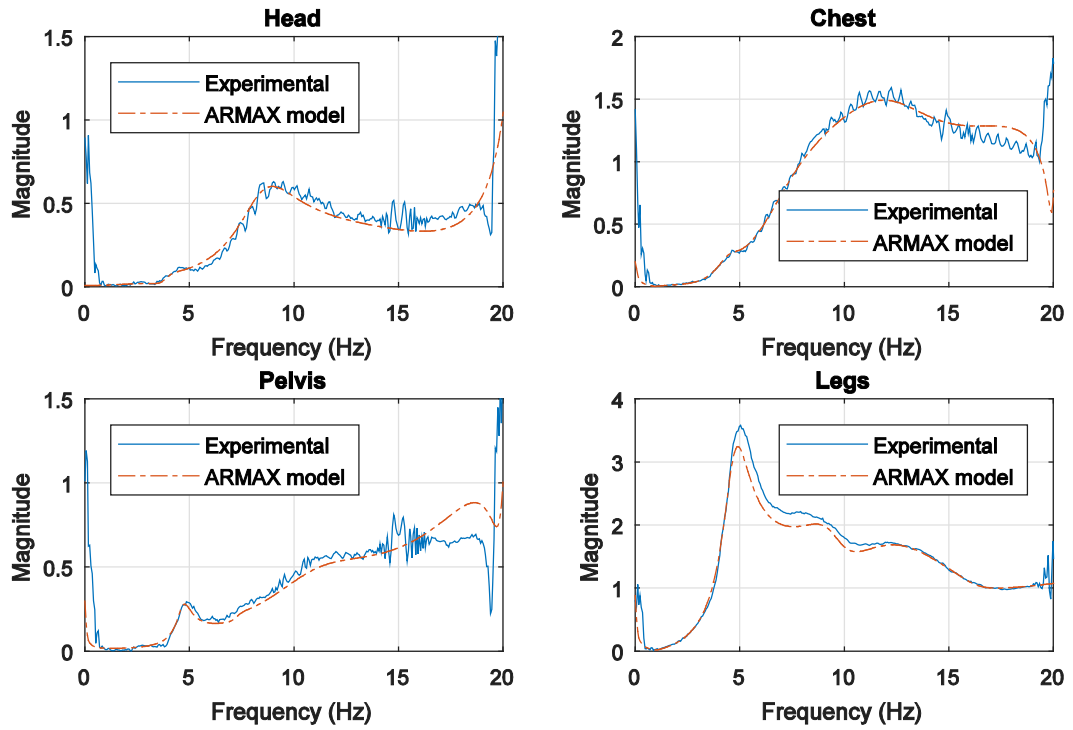 Head
1.5
1
0.5
0
Magnitude
Experimental
ARMAX model
0 5 10 15 20
Frequency (Hz)
Chest
2
1.5
1
0.5
0
Magnitude
Experimental
ARMAX model
0 5 10 15 20
Frequency (Hz)
Pelvis
1.5
1
0.5
0
Magnitude
Experimental
ARMAX model
0 5 10 15 20
Frequency (Hz)
Legs
4
3
2
1
0
Magnitude
Experimental
ARMAX model
0 5 10 15 20
Frequency (Hz)